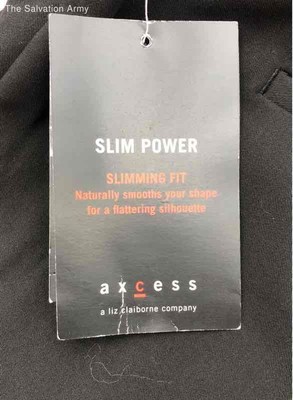 The Salvation Army
SLIM POWER
SLIMMING FIT
Naturally smooths your shape
for a flattering silhouette
axcess
a liz claiborne company